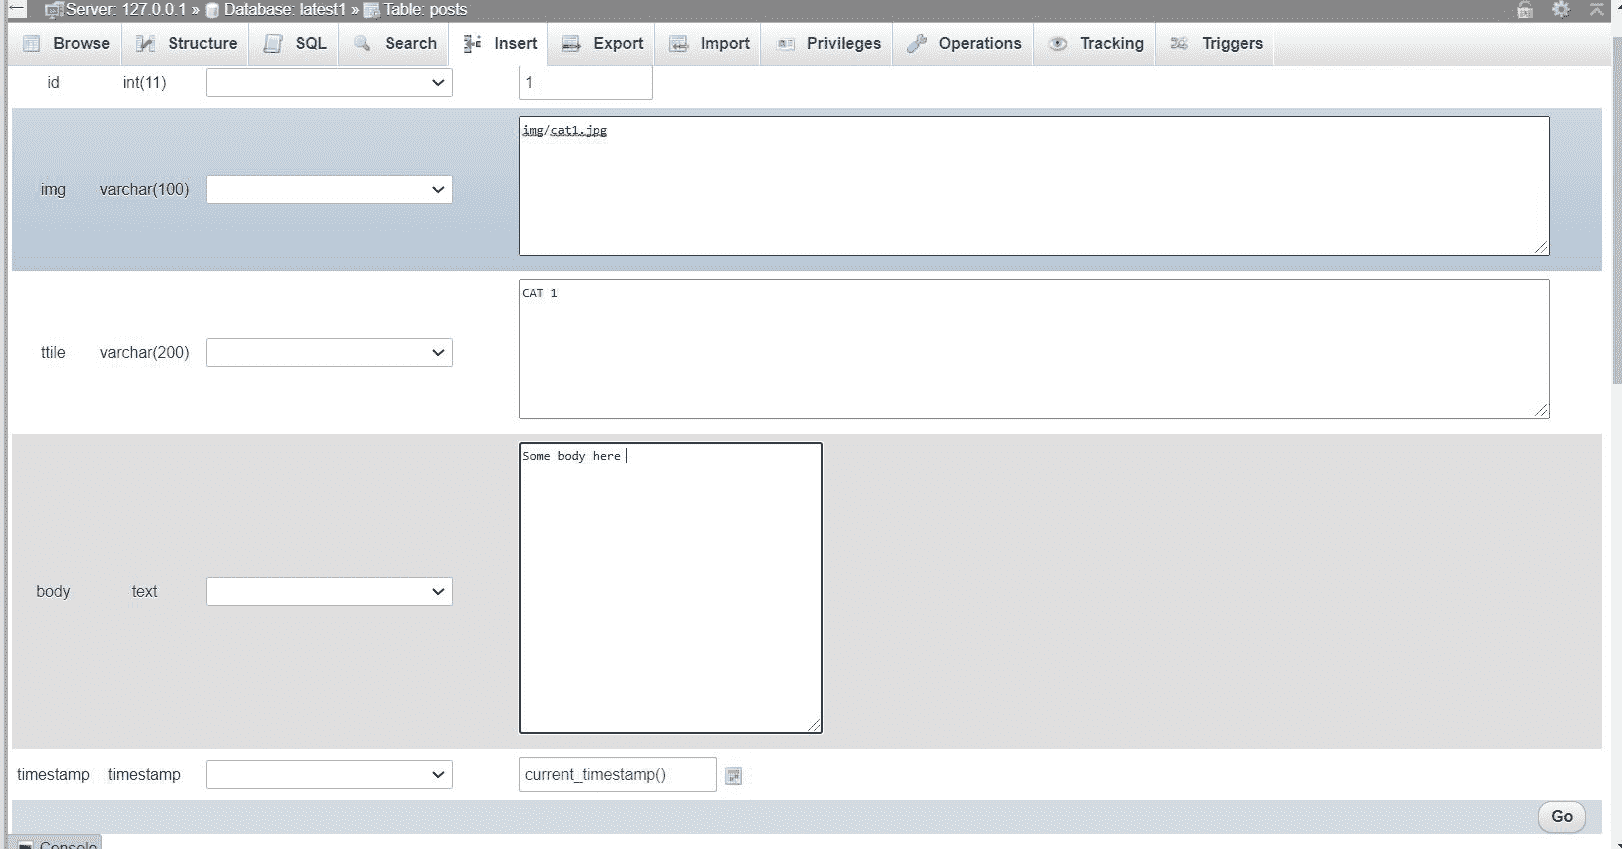 Server: 127.0.0.1 » Database: latest1 » Table: posts
Browse Structure SQL Search Insert Export Import Privileges Operations Tracking Triggers
id int(11) 1
img varchar(100) img/cat1.jpg
ttile varchar(200) CAT 1
body text Some body here
timestamp timestamp current_timestamp()
Go
Console